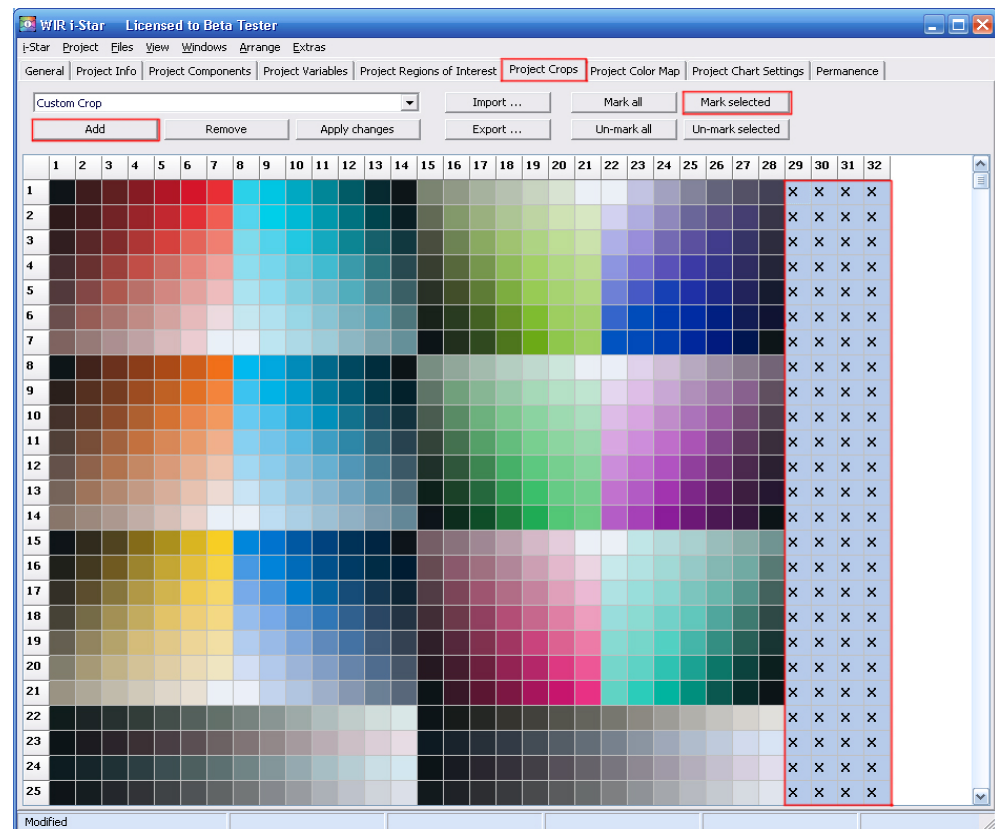 WIR i-Star Licensed to Beta Tester
i-Star Project Files View Windows Arrange Extras
General Project Info Project Components Project Variables Project Regions of Interest Project Crops Project Color Map Project Chart Settings Permanence
Custom Crop Import ... Mark all Mark selected
Add Remove Apply changes Export ... Un-mark all Un-mark selected
1 2 3 4 5 6 7 8 9 10 11 12 13 14 15 16 17 18 19 20 21 22 23 24 25 26 27 28 29 30 31 32
1 x x x x
2 x x x x
3 x x x x
4 x x x x
5 x x x x
6 x x x x
7 x x x x
8 x x x x
9 x x x x
10 x x x x
11 x x x x
12 x x x x
13 x x x x
14 x x x x
15 x x x x
16 x x x x
17 x x x x
18 x x x x
19 x x x x
20 x x x x
21 x x x x
22 x x x x
23 x x x x
24 x x x x
25 x x x x
Modified